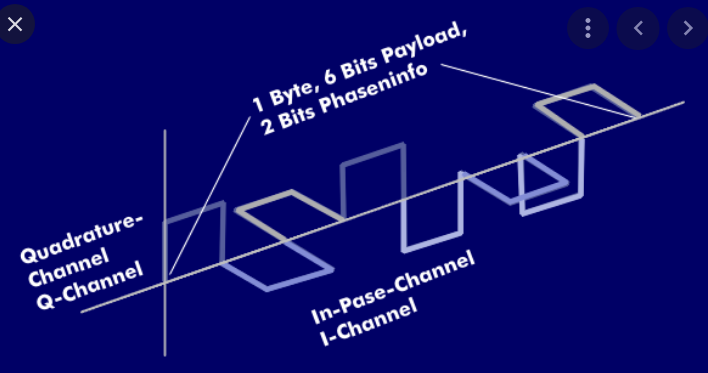 1 Byte, 6 Bits Payload,
2 Bits Phaseninfo
Quadrature-
Channel
Q-Channel
In-Pase-Channel
I-Channel